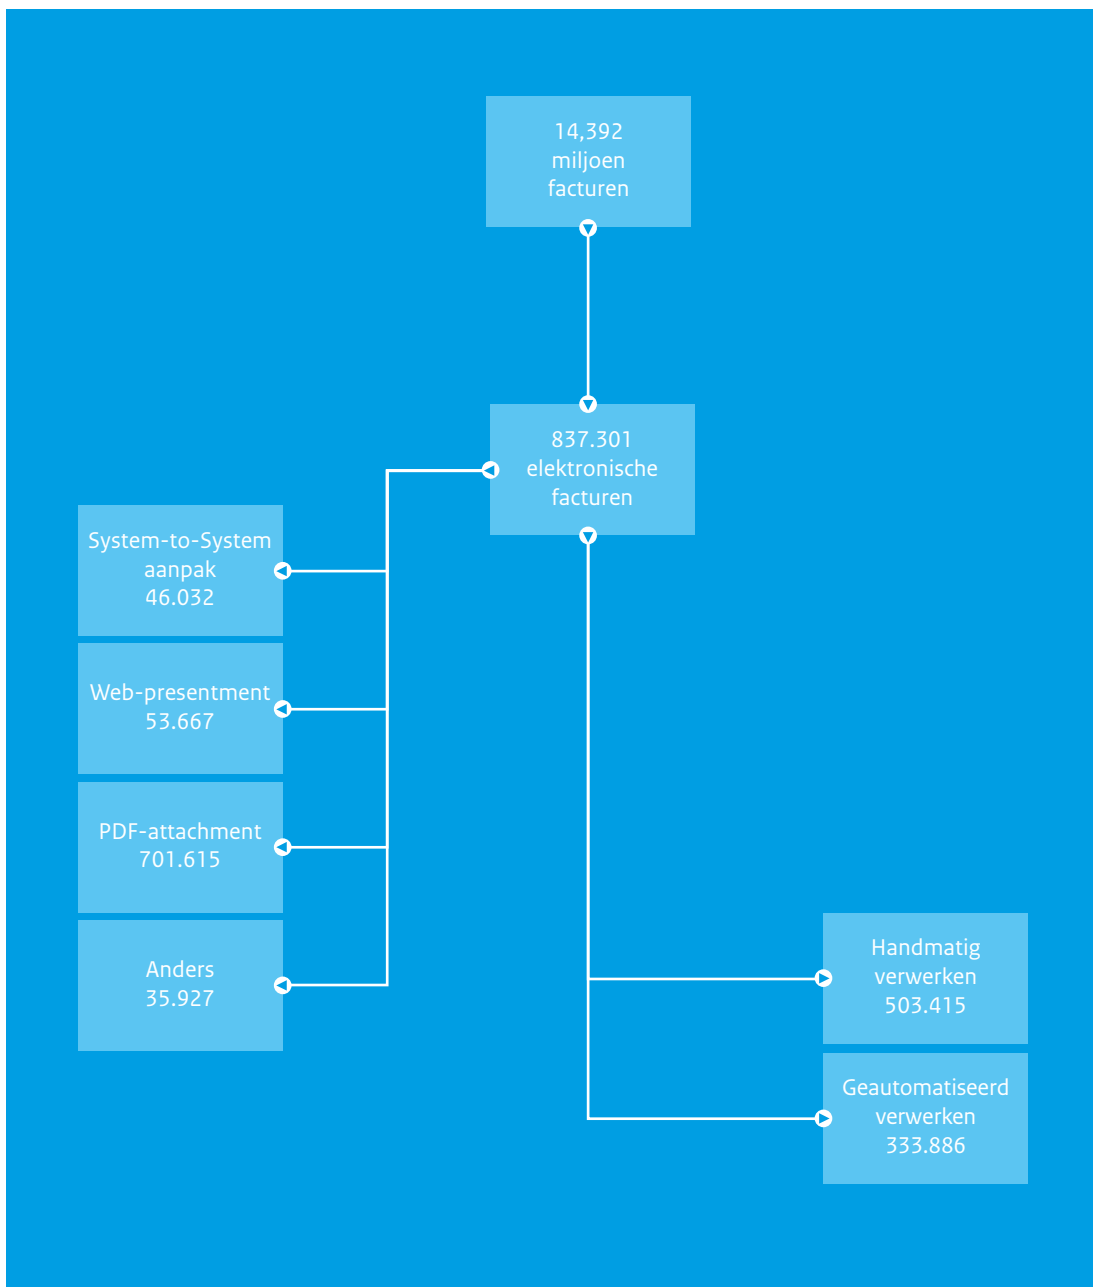 14,392
miljoen
facturen
837.301
elektronische
facturen
System-to-System
aanpak
46.032
Web-presentment
53.667
PDF-attachment
701.615
Anders
35.927
Handmatig
verwerken
503.415
Geautomatiseerd
verwerken
333.886